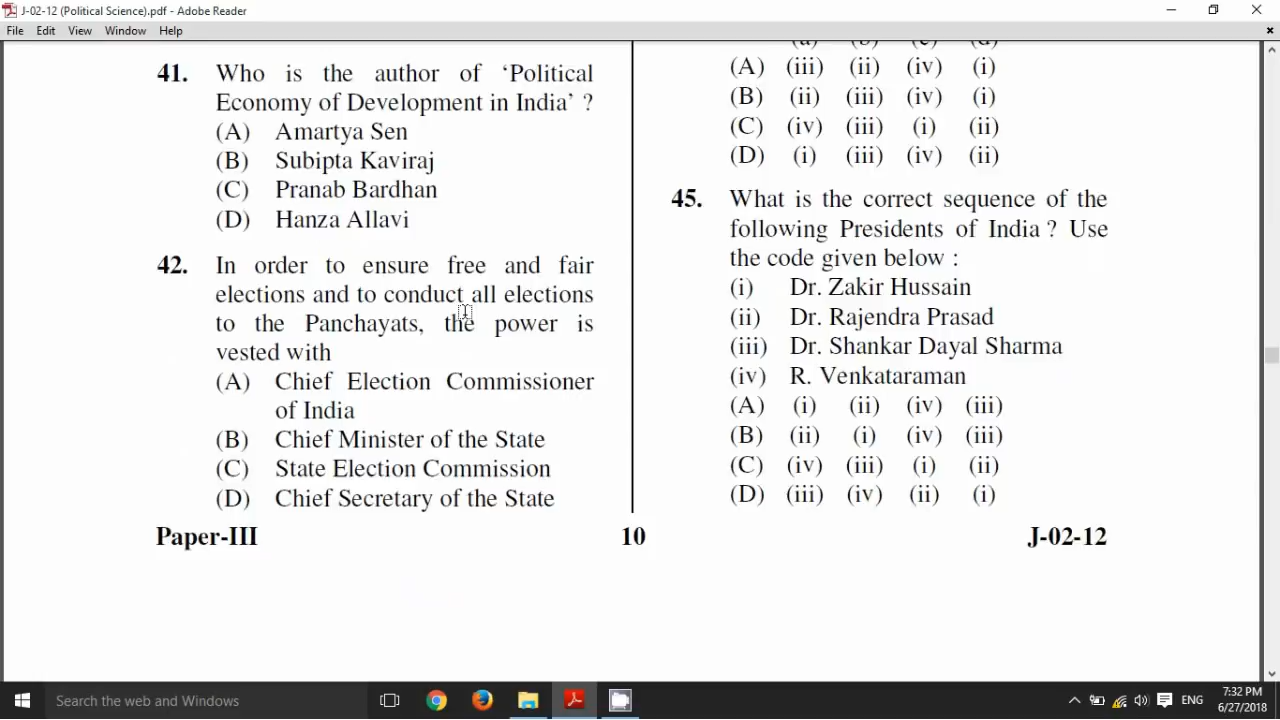 J-02-12 (Political Science).pdf - Adobe Reader
File Edit View Window Help
41. Who is the author of ‘Political
Economy of Development in India’ ?
(A) Amartya Sen
(B) Subipta Kaviraj
(C) Pranab Bardhan
(D) Hanza Allavi
42. In order to ensure free and fair
elections and to conduct all elections
to the Panchayats, the power is
vested with
(A) Chief Election Commissioner
of India
(B) Chief Minister of the State
(C) State Election Commission
(D) Chief Secretary of the State
(a) (b) (c) (d)
(A) (iii) (ii) (iv) (i)
(B) (ii) (iii) (iv) (i)
(C) (iv) (iii) (i) (ii)
(D) (i) (iii) (iv) (ii)
45. What is the correct sequence of the
following Presidents of India ? Use
the code given below :
(i) Dr. Zakir Hussain
(ii) Dr. Rajendra Prasad
(iii) Dr. Shankar Dayal Sharma
(iv) R. Venkataraman
(A) (i) (ii) (iv) (iii)
(B) (ii) (i) (iv) (iii)
(C) (iv) (iii) (i) (ii)
(D) (iii) (iv) (ii) (i)
Paper-III 10 J-02-12
Search the web and Windows
ENG
7:32 PM
6/27/2018